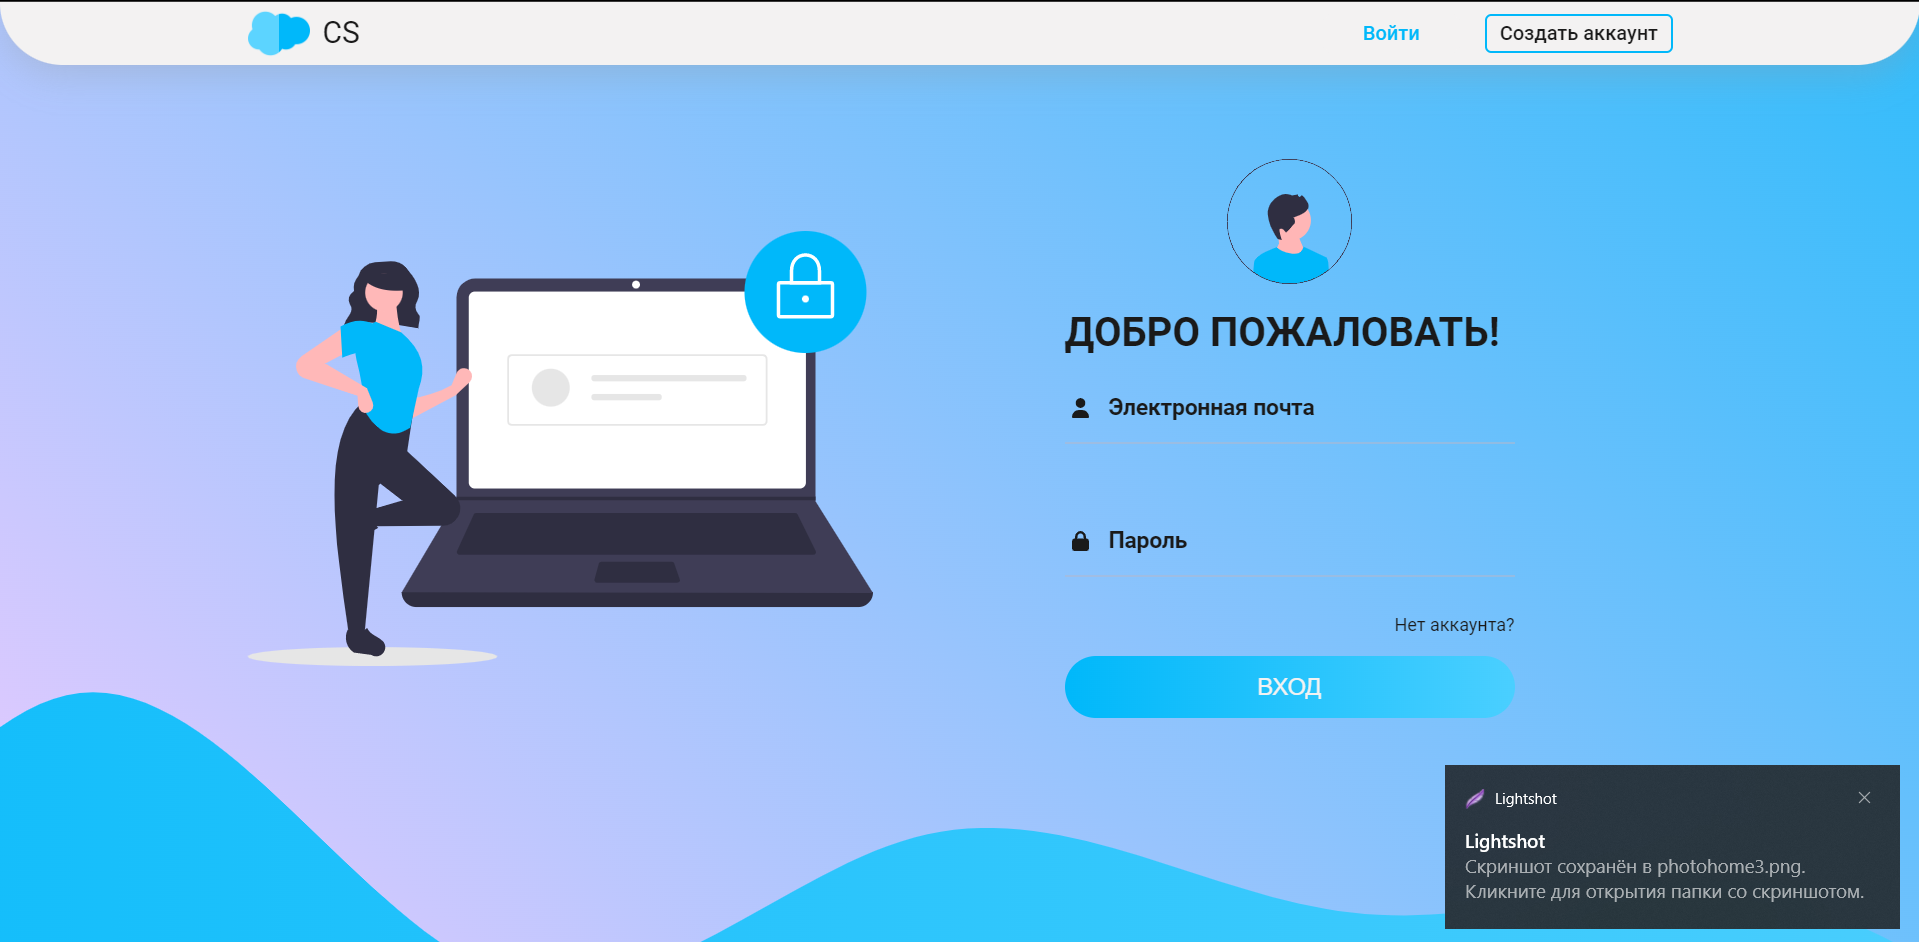 CS
Войти
Создать аккаунт
ДОБРО ПОЖАЛОВАТЬ!
Электронная почта
Пароль
Нет аккаунта?
ВХОД
Lightshot
Lightshot
Скриншот сохранён в photohome3.png.
Кликните для открытия папки со скриншотом.